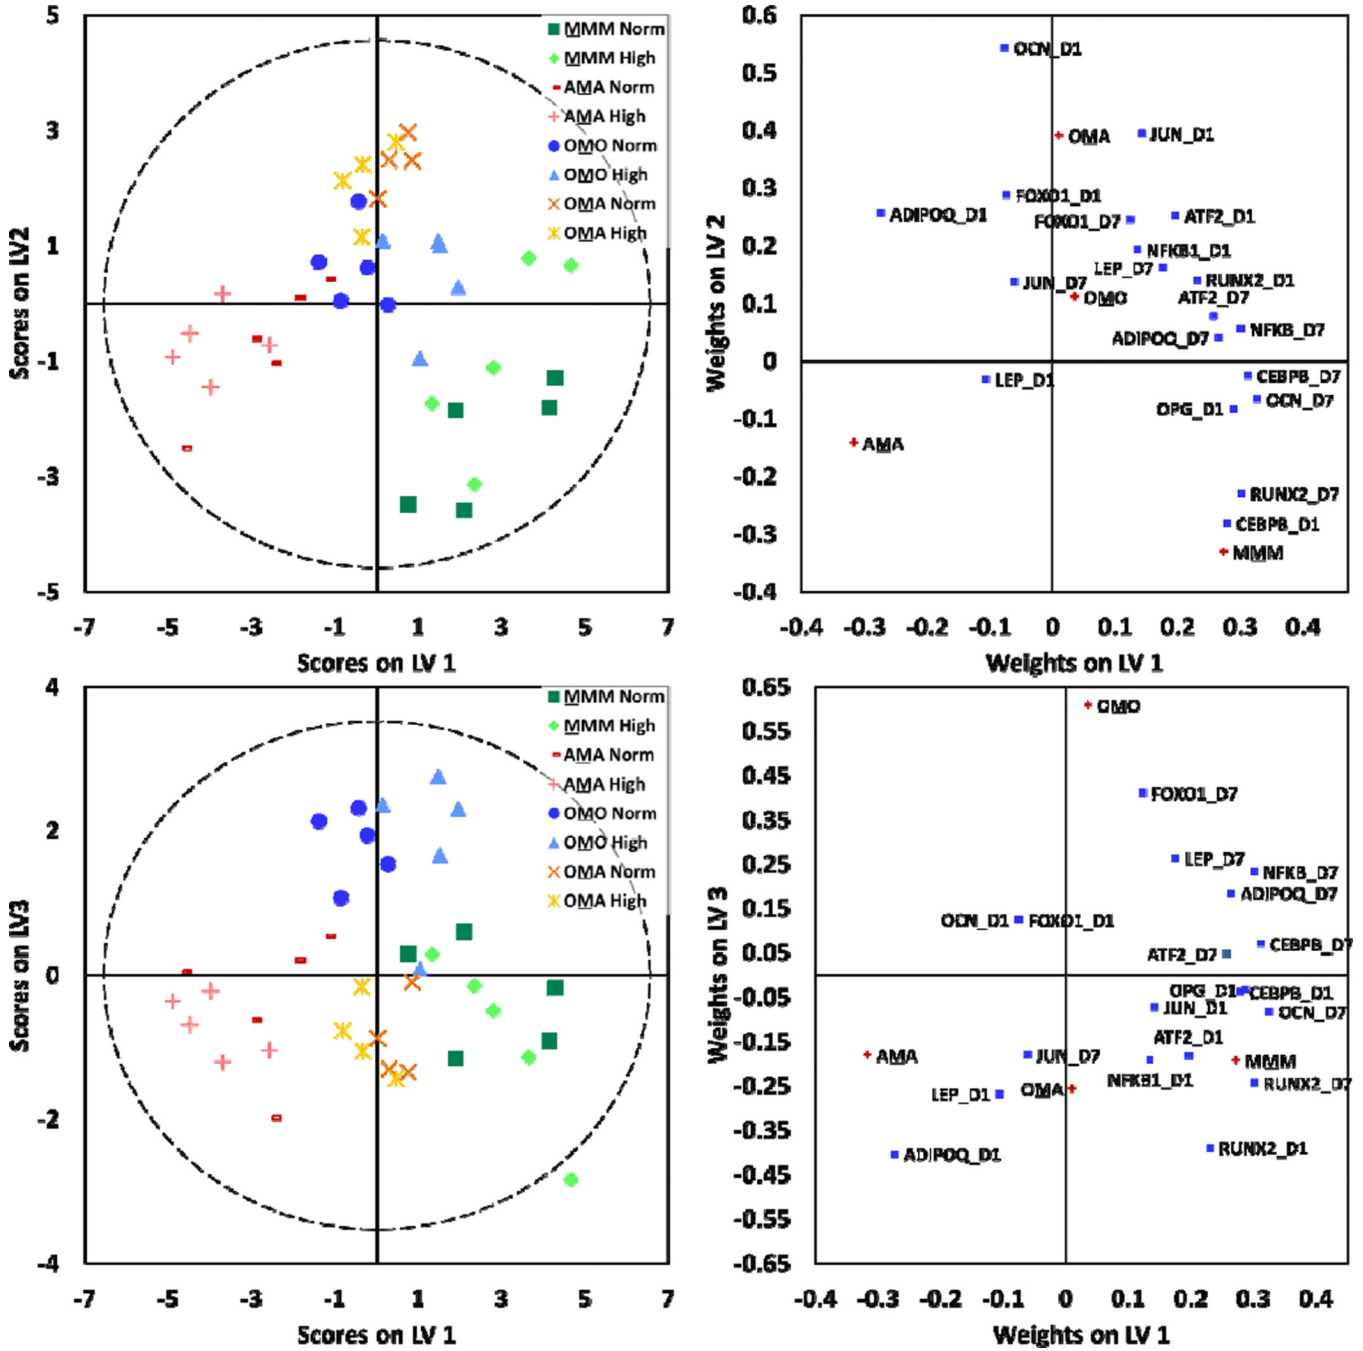 5
3
1
-1
-3
-5
Scores on LV2
-7
-5
-3
-1
1
3
5
7
Scores on LV 1
MMM Norm
MMM High
AMA Norm
AMA High
OMO Norm
OMO High
OMA Norm
OMA High
0.6
0.5
0.4
0.3
0.2
0.1
0
-0.1
-0.2
-0.3
-0.4
Weights on LV 2
OCN_D1
OMA
JUN_D1
FOXO1_D1
ADIPOQ_D1
FOXO1_D7
ATF2_D1
NFKB1_D1
LEP_D7
JUN_D7
RUNX2_D1
OMO
ATF2_D7
ADIPOQ_D7
NFKB_D7
LEP_D1
CEBPB_D7
OPG_D1
OCN_D7
AMA
RUNX2_D7
CEBPB_D1
MMM
-0.4
-0.3
-0.2
-0.1
0
0.1
0.2
0.3
0.4
Weights on LV 1
4
2
0
-2
-4
Scores on LV3
-7
-5
-3
-1
1
3
5
7
Scores on LV 1
MMM Norm
MMM High
AMA Norm
AMA High
OMO Norm
OMO High
OMA Norm
OMA High
0.65
0.55
0.45
0.35
0.25
0.15
0.05
-0.05
-0.15
-0.25
-0.35
-0.45
-0.55
-0.65
Weights on LV 3
OMO
FOXO1_D7
LEP_D7
NFKB_D7
ADIPOQ_D7
OCN_D1
FOXO1_D1
CEBPB_D7
ATF2_D7
OPG_D1
CEBPB_D1
JUN_D1
OCN_D7
ATF2_D1
AMA
JUN_D7
MMM
NFKB1_D1
RUNX2_D7
LEP_D1
OMA
ADIPOQ_D1
RUNX2_D1
-0.4
-0.3
-0.2
-0.1
0
0.1
0.2
0.3
0.4
Weights on LV 1